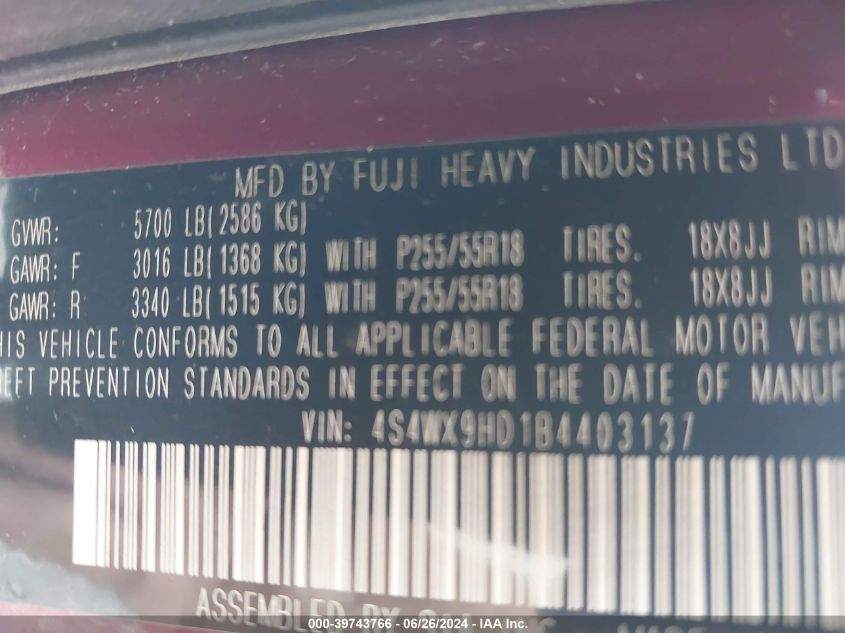 MFD BY FUJI HEAVY INDUSTRIES LTD
GVWR: 5700 LB(2586 KG)
GAWR: F 3016 LB(1368 KG) WITH P255/55R18 TIRES. 18X8JJ RIM
GAWR: R 3340 LB(1515 KG) WITH P255/55R18 TIRES. 18X8JJ RIM
HIS VEHICLE CONFORMS TO ALL APPLICABLE FEDERAL MOTOR VEH
EFT PREVENTION STANDARDS IN EFFECT ON THE DATE OF MANUF
VIN: 4S4WX9HD1B4403137
ASSEMBLED BY
000-39743766 - 06/26/2024 - IAA Inc.